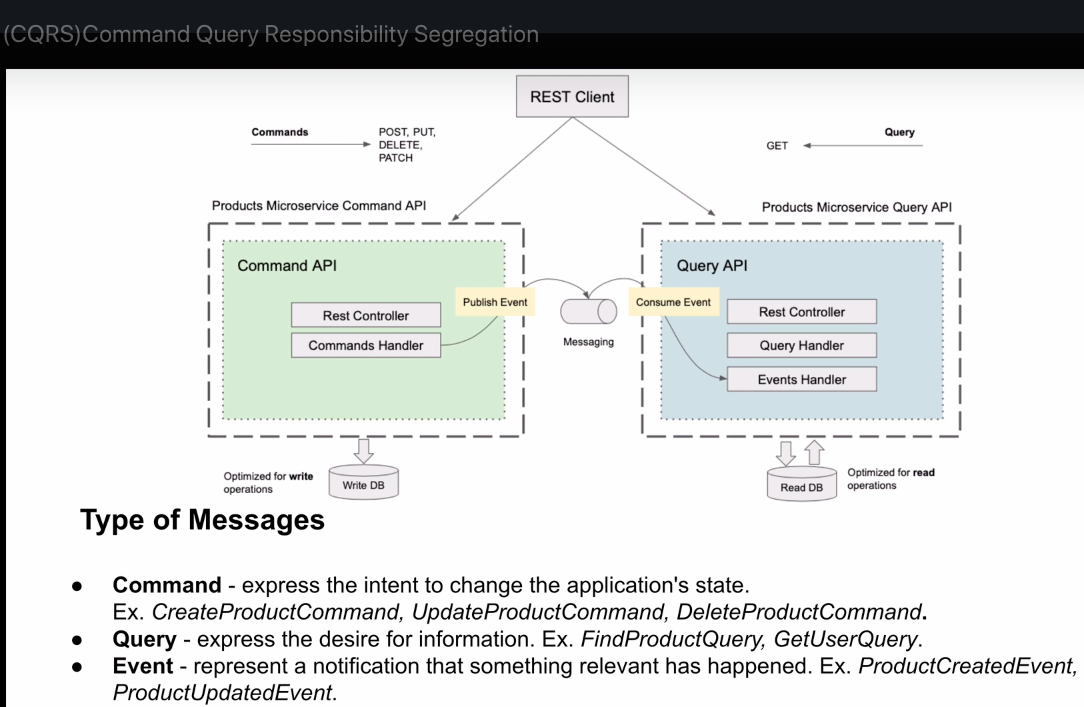 (CQRS)Command Query Responsibility Segregation
REST Client
Commands
POST, PUT,
DELETE,
PATCH
GET
Query
Products Microservice Command API
Products Microservice Query API
Command API
Rest Controller
Commands Handler
Publish Event
Messaging
Consume Event
Query API
Rest Controller
Query Handler
Events Handler
Optimized for write
operations
Write DB
Read DB
Optimized for read
operations
Type of Messages
● Command - express the intent to change the application's state.
Ex. CreateProductCommand, UpdateProductCommand, DeleteProductCommand.
● Query - express the desire for information. Ex. FindProductQuery, GetUserQuery.
● Event - represent a notification that something relevant has happened. Ex. ProductCreatedEvent,
ProductUpdatedEvent.